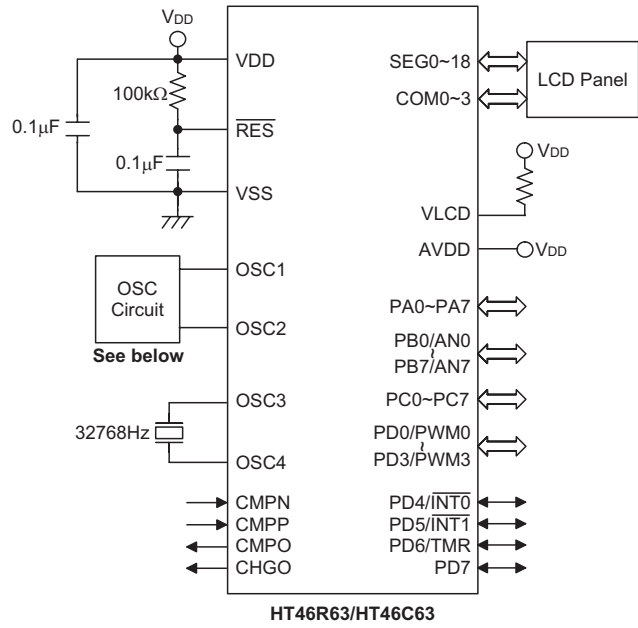 VDD
VDD
100kΩ
0.1µF
RES
0.1µF
VSS
OSC1
OSC
Circuit
OSC2
See below
OSC3
32768Hz
OSC4
CMPN
CMPP
CMPO
CHGO
SEG0~18
COM0~3
LCD Panel
VDD
VLCD
AVDD
VDD
PA0~PA7
PB0/AN0
~
PB7/AN7
PC0~PC7
PD0/PWM0
~
PD3/PWM3
PD4/INT0
PD5/INT1
PD6/TMR
PD7
HT46R63/HT46C63